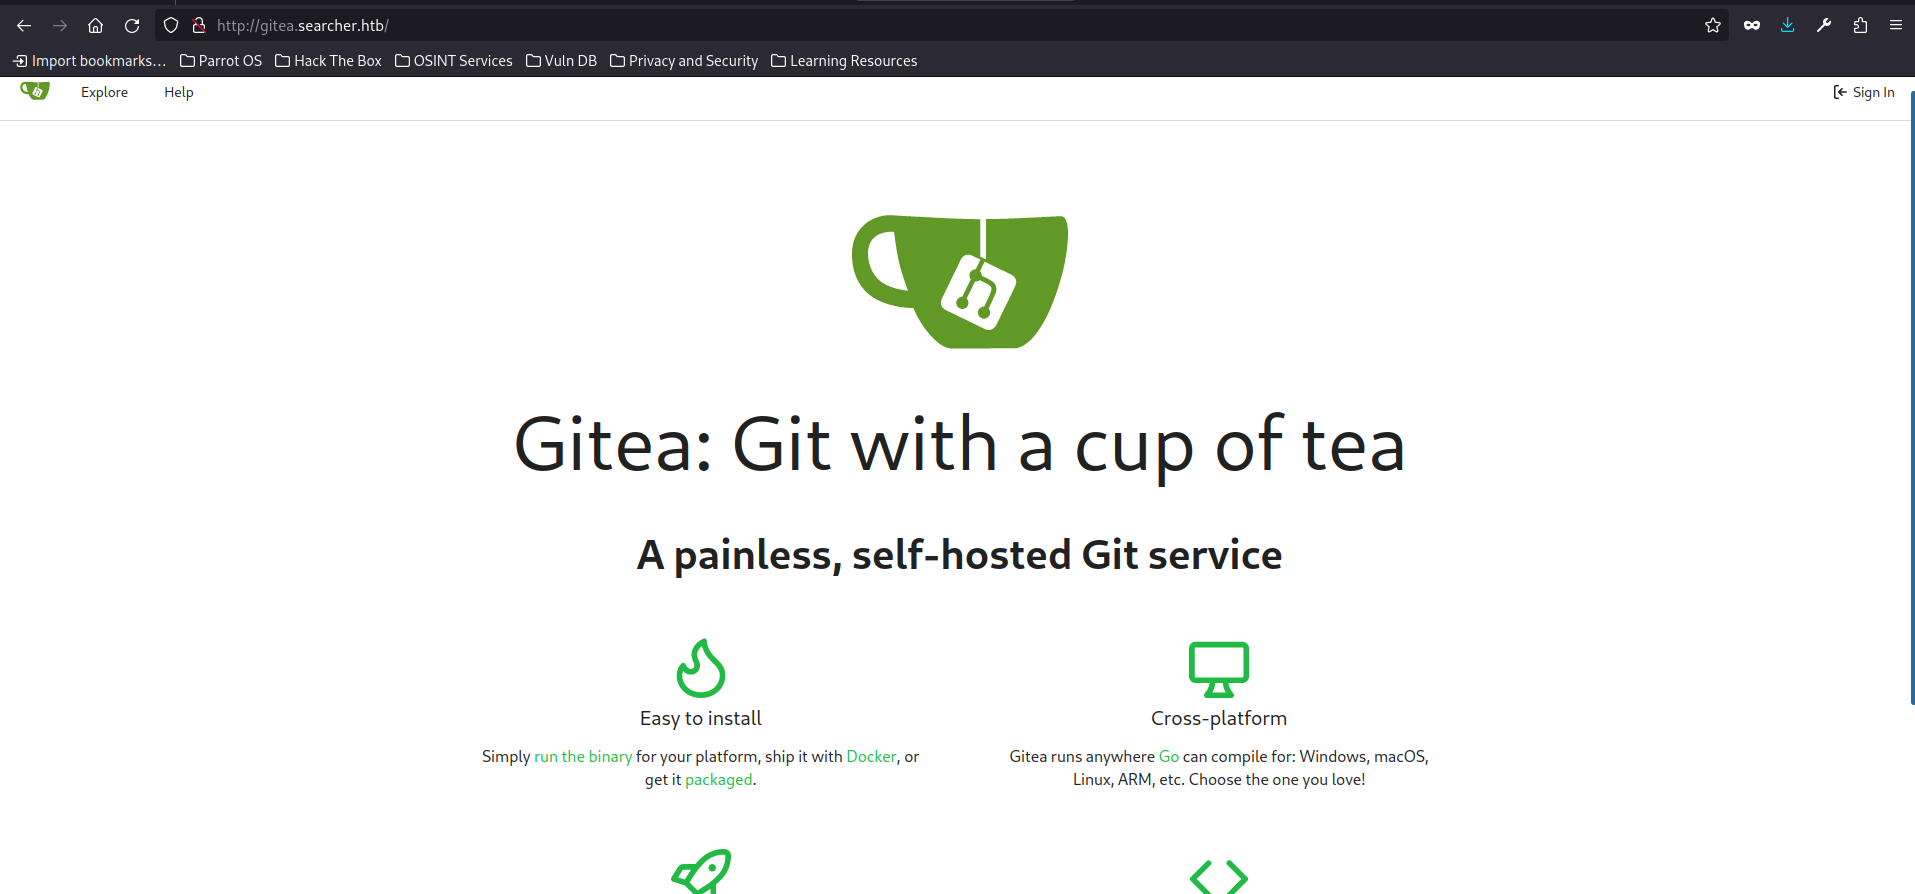 http://gitea.searcher.htb/
Import bookmarks... Parrot OS Hack The Box OSINT Services Vuln DB Privacy and Security Learning Resources
Explore Help Sign In
Gitea: Git with a cup of tea
A painless, self-hosted Git service
Easy to install
Simply run the binary for your platform, ship it with Docker, or
get it packaged.
Cross-platform
Gitea runs anywhere Go can compile for: Windows, macOS,
Linux, ARM, etc. Choose the one you love!